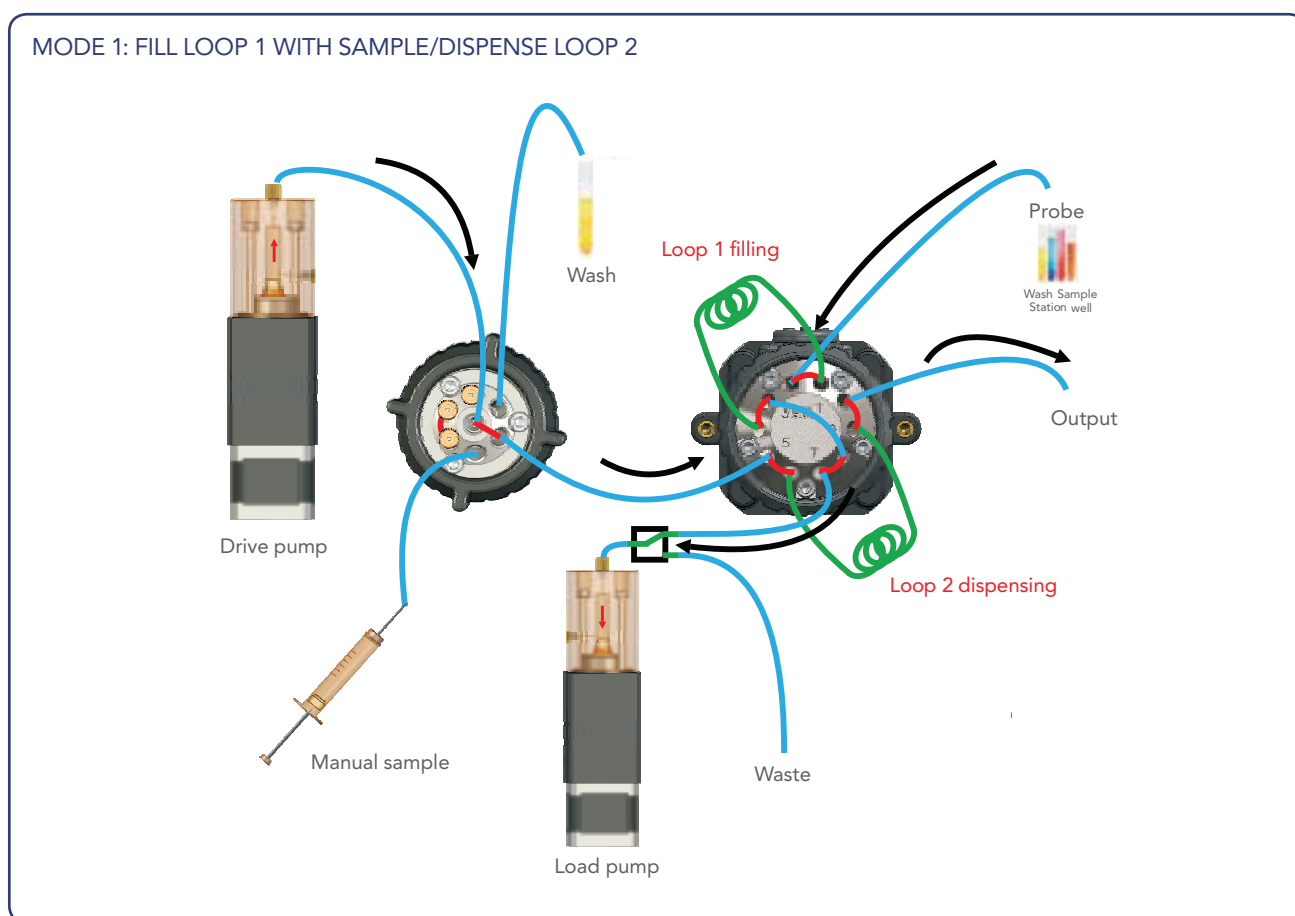 MODE 1: FILL LOOP 1 WITH SAMPLE/DISPENSE LOOP 2
Probe
Wash Sample
Station well
Loop 1 filling
Wash
Output
5
Drive pump
Loop 2 dispensing
Manual sample
Waste
Load pump